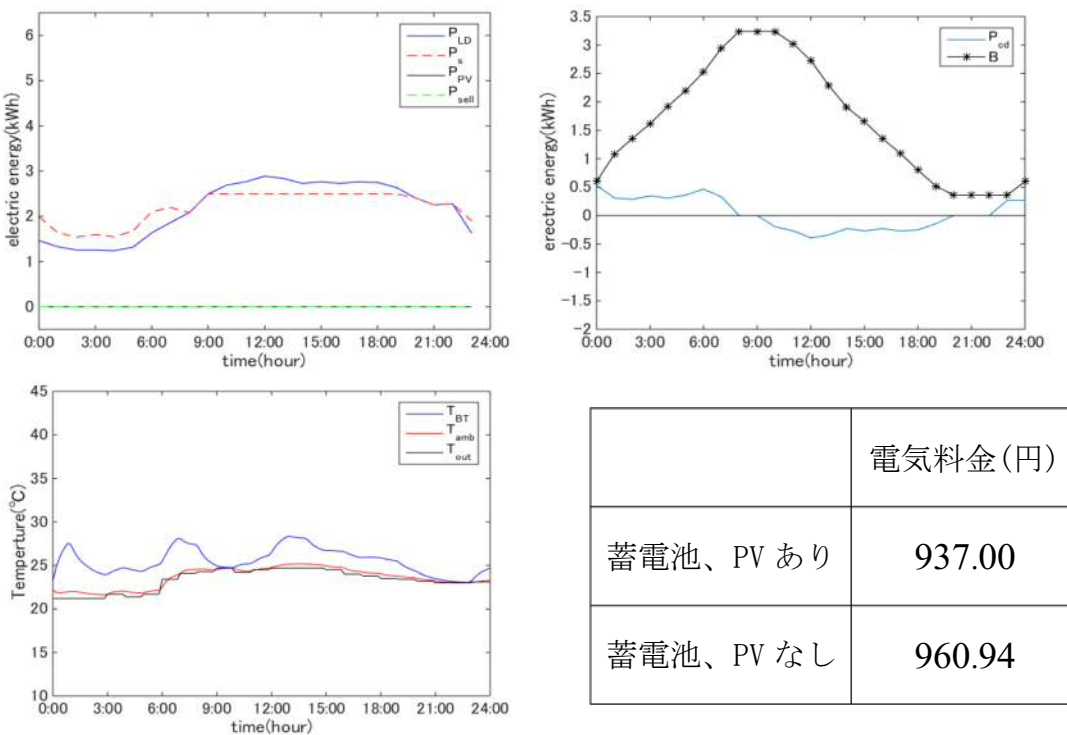 6
5
4
3
2
1
0
electric energy(kWh)
P_LD
P_s
P_PV
P_sell
0:00 3:00 6:00 9:00 12:00 15:00 18:00 21:00 24:00
time(hour)
3.5
3
2.5
2
1.5
1
0.5
0
−0.5
−1
−1.5
−2
erectric energy(kWh)
P_cd
B
0:00 3:00 6:00 9:00 12:00 15:00 18:00 21:00 24:00
time(hour)
45
40
35
30
25
20
15
10
Temperture(℃)
T_BT
T_amb
T_out
0:00 3:00 6:00 9:00 12:00 15:00 18:00 21:00 24:00
time(hour)
電気料金(円)
蓄電池、PV あり 937.00
蓄電池、PV なし 960.94